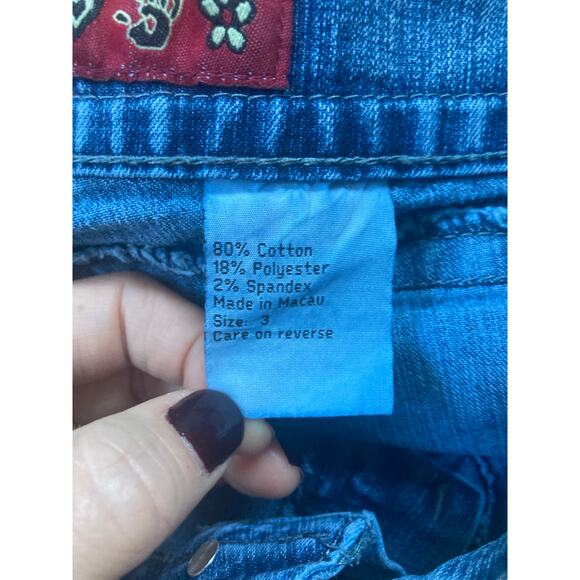 80% Cotton
18% Polyester
2% Spandex
Made in Macau
Size: 3
Care on reverse